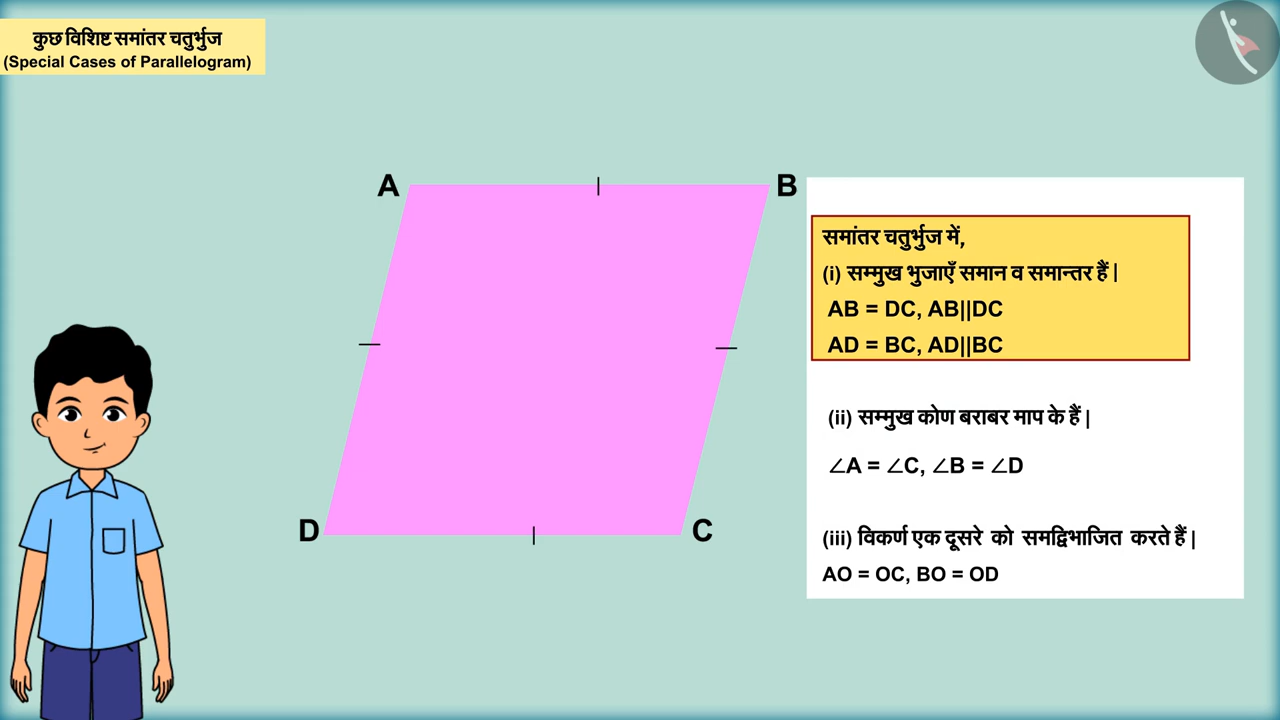 कुछ विशिष्ट समांतर चतुर्भुज
(Special Cases of Parallelogram)
A
B
D
C
समांतर चतुर्भुज में,
(i) सम्मुख भुजाएँ समान व समान्तर हैं |
AB = DC, AB||DC
AD = BC, AD||BC
(ii) सम्मुख कोण बराबर माप के हैं |
∠A = ∠C, ∠B = ∠D
(iii) विकर्ण एक दूसरे को समद्विभाजित करते हैं |
AO = OC, BO = OD